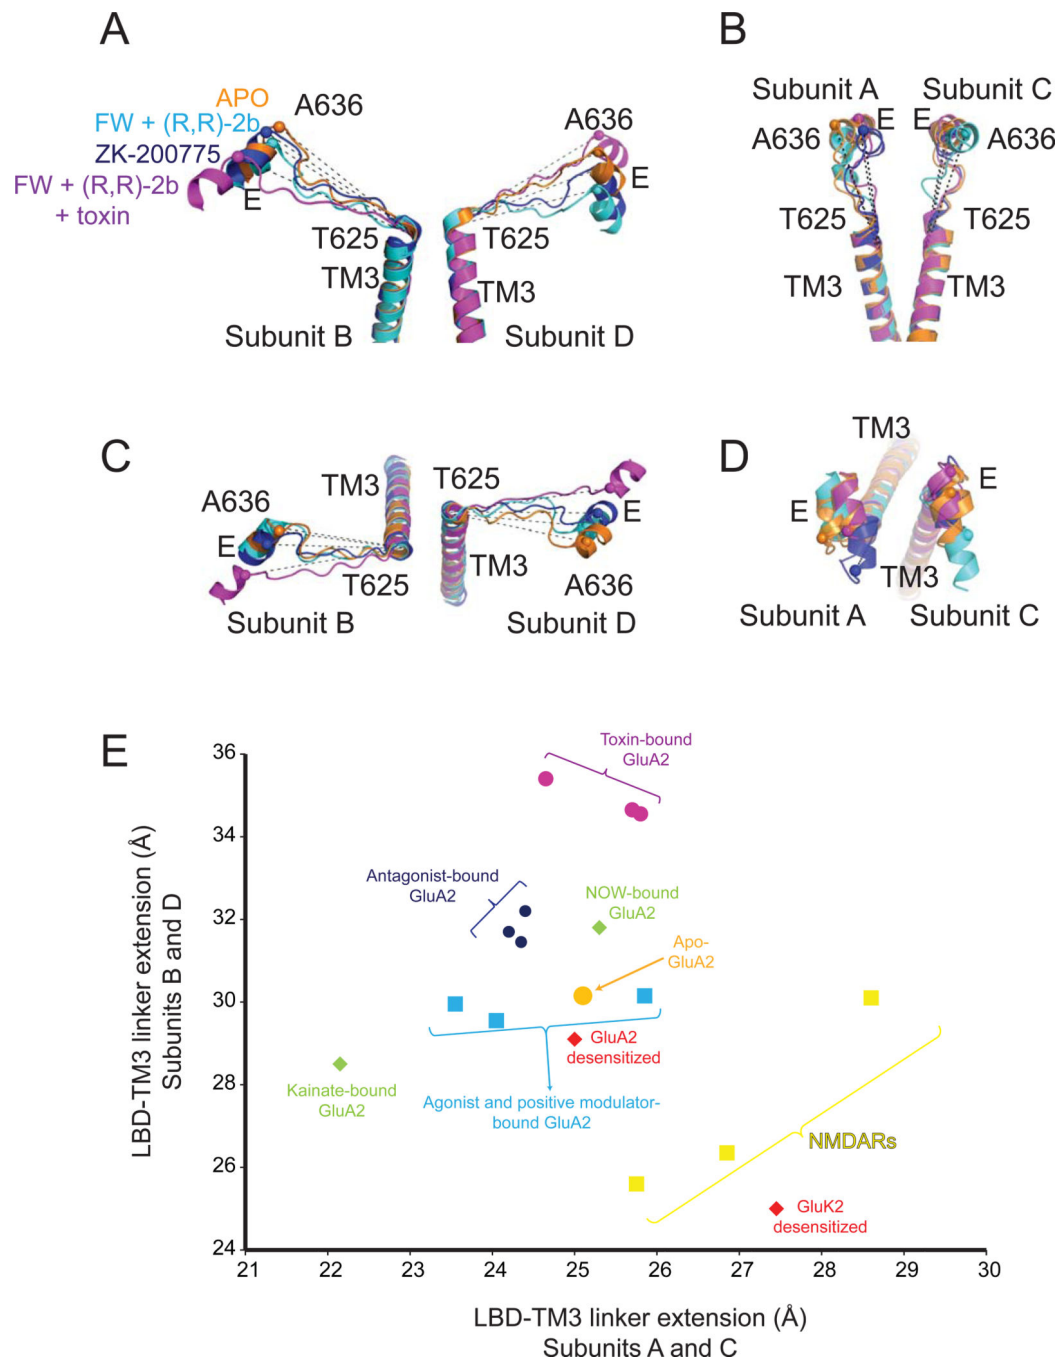 A
APO
FW + (R,R)-2b
ZK-200775
FW + (R,R)-2b
+ toxin
A636
E
T625
TM3
Subunit B
A636
E
T625
TM3
Subunit D
B
Subunit A
Subunit C
E
E
A636
A636
T625
T625
TM3
TM3
C
TM3
A636
E
T625
Subunit B
T625
E
TM3
A636
Subunit D
D
TM3
E
E
TM3
Subunit A
Subunit C
E
LBD-TM3 linker extension (Å)
Subunits B and D
36
34
32
30
28
26
24
Toxin-bound
GluA2
Antagonist-bound
GluA2
NOW-bound
GluA2
Apo-
GluA2
GluA2
desensitized
Kainate-bound
GluA2
Agonist and positive modulator-
bound GluA2
NMDARs
GluK2
desensitized
21
22
23
24
25
26
27
28
29
30
LBD-TM3 linker extension (Å)
Subunits A and C